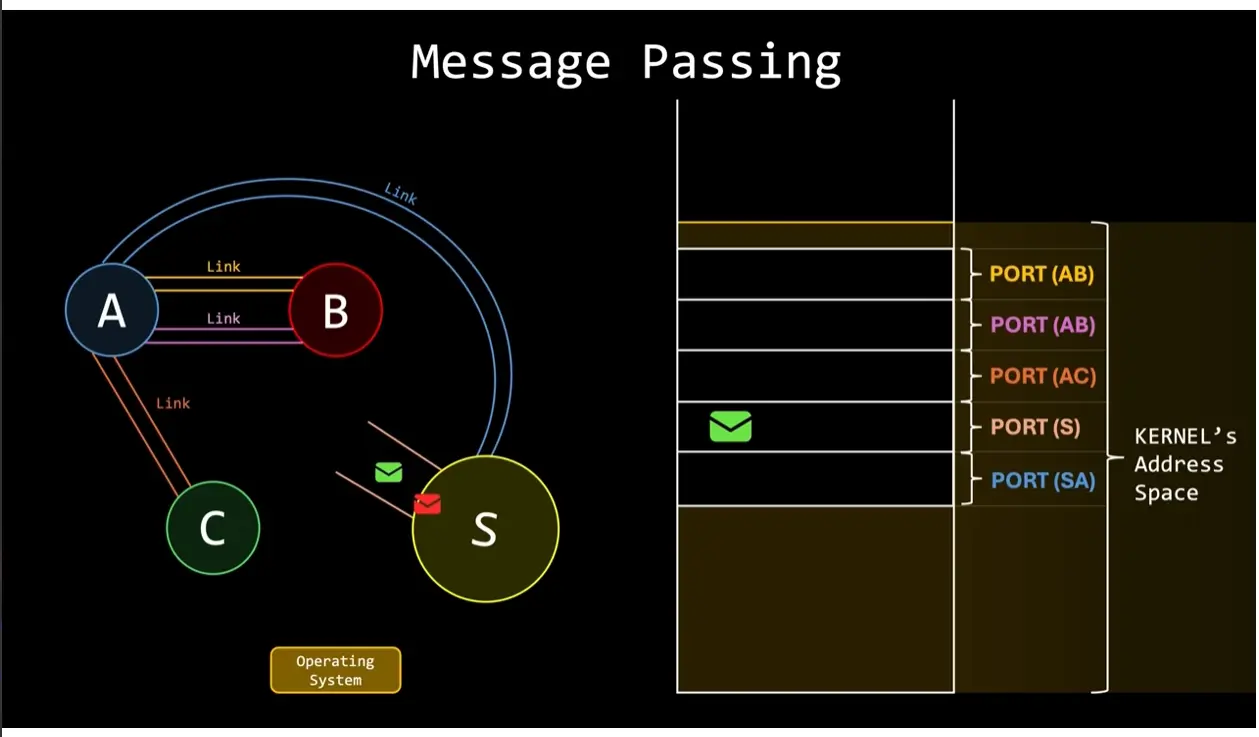 Message Passing
Link
Link
Link
Link
A
B
C
S
Operating
System
PORT (AB)
PORT (AB)
PORT (AC)
PORT (S)
PORT (SA)
KERNEL’s
Address
Space